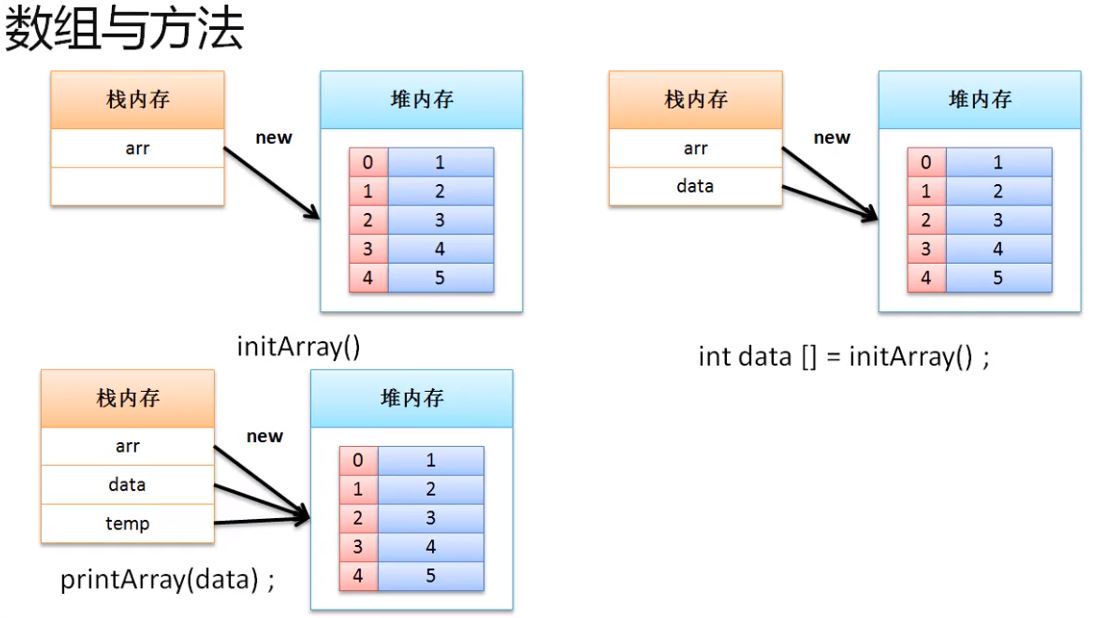 数组与方法
栈内存
arr
new
堆内存
0 1
1 2
2 3
3 4
4 5
initArray()
栈内存
arr
data
new
堆内存
0 1
1 2
2 3
3 4
4 5
int data [] = initArray() ;
栈内存
arr
data
temp
new
堆内存
0 1
1 2
2 3
3 4
4 5
printArray(data) ;